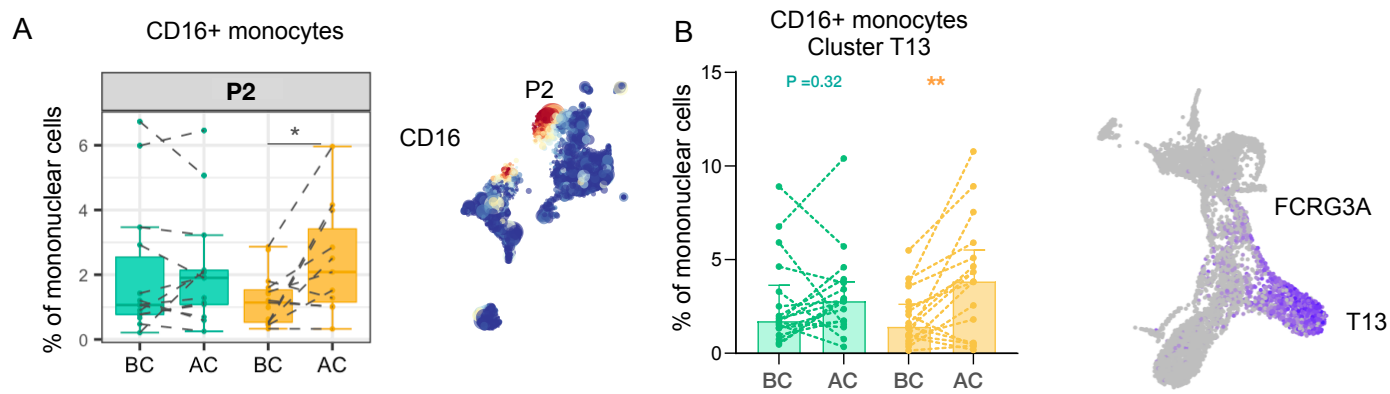 A
CD16+ monocytes
P2
*
% of mononuclear cells
6
4
2
0
BC AC BC AC
P2
CD16
B
CD16+ monocytes
Cluster T13
15
10
5
0
P =0.32
**
% of mononuclear cells
BC AC BC AC
FCRG3A
T13